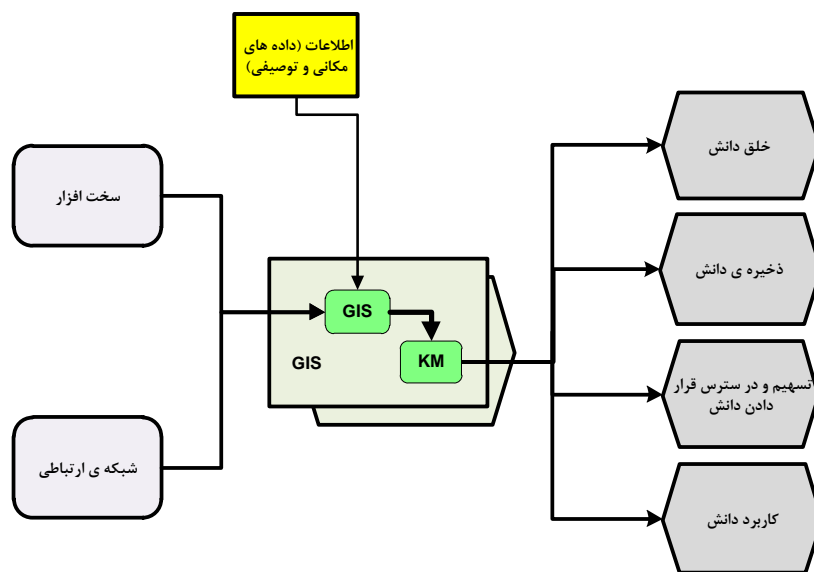 اطلاعات (داده های
مکانی و توصیفی)
خلق دانش
سخت افزار
ذخیره ی دانش
GIS
GIS
KM
تسهیم و در سترس قرار
دادن دانش
شبکه ی ارتباطی
کاربرد دانش